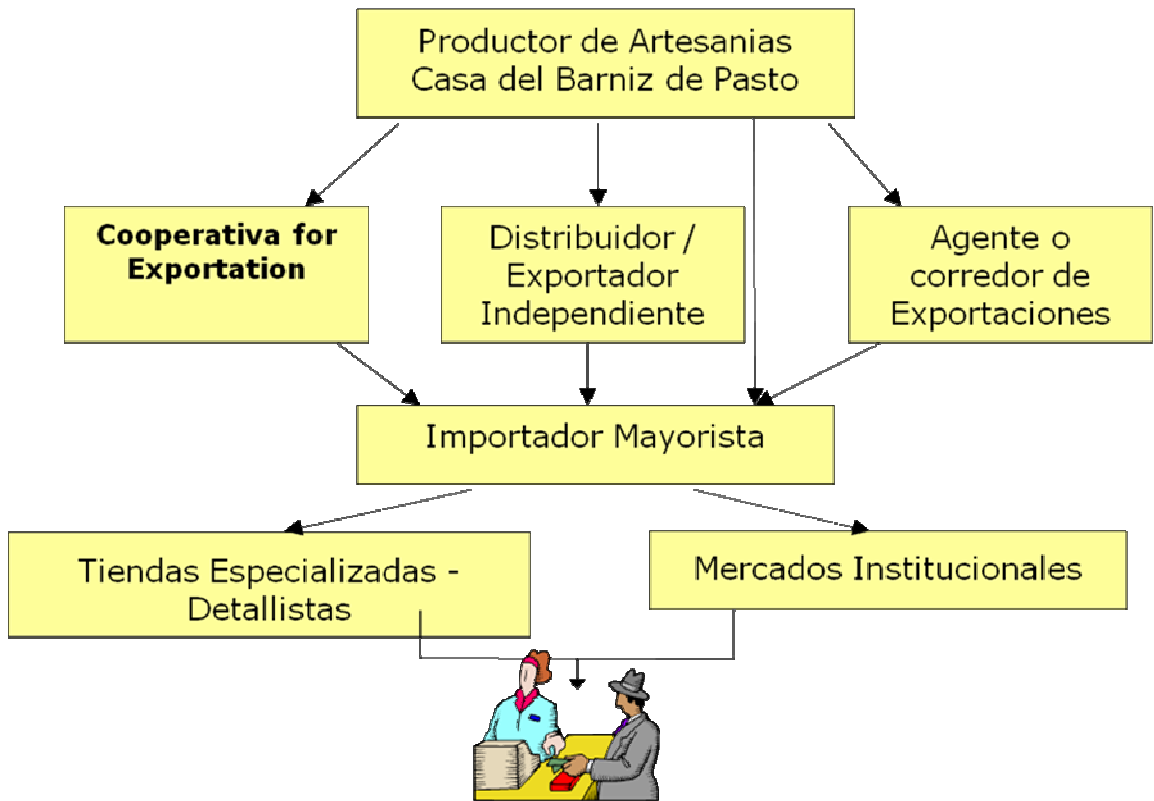 Productor de Artesanias
Casa del Barniz de Pasto
Cooperativa for
Exportation
Distribuidor /
Exportador
Independiente
Agente o
corredor de
Exportaciones
Importador Mayorista
Tiendas Especializadas -
Detallistas
Mercados Institucionales